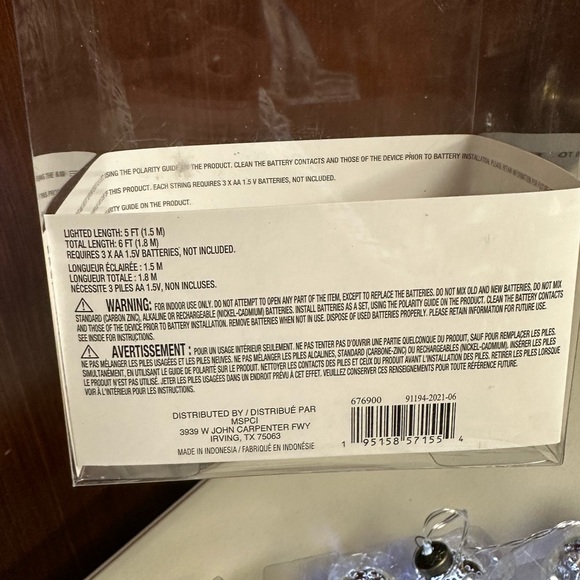 USING THE POLARITY GUIDE ON THE PRODUCT. CLEAN THE BATTERY CONTACTS AND THOSE OF THE DEVICE PRIOR TO BATTERY INSTALLATION. PLEASE RETAIN INFORMATION FOR
OF THIS PRODUCT. EACH STRING REQUIRES 3 X AA 1.5 V BATTERIES, NOT INCLUDED.
POLARITY GUIDE ON THE PRODUCT.
LIGHTED LENGTH: 5 FT (1.5 M)
TOTAL LENGTH: 6 FT (1.8 M)
REQUIRES 3 X AA 1.5V BATTERIES, NOT INCLUDED.
LONGUEUR ÉCLAIRÉE : 1.5 M
LONGUEUR TOTALE : 1.8 M
NÉCESSITE 3 PILES AA 1.5V, NON INCLUSES.
WARNING: FOR INDOOR USE ONLY. DO NOT ATTEMPT TO OPEN ANY PART OF THE ITEM, EXCEPT TO REPLACE THE BATTERIES. DO NOT MIX OLD AND NEW BATTERIES, DO NOT MIX
STANDARD (CARBON ZINC), ALKALINE OR RECHARGEABLE (NICKEL-CADMIUM) BATTERIES. INSTALL BATTERIES AS A SET, USING THE POLARITY GUIDE ON THE PRODUCT. CLEAN THE BATTERY CONTACTS
AND THOSE OF THE DEVICE PRIOR TO BATTERY INSTALLATION. REMOVE BATTERIES WHEN NOT IN USE. DISPOSE OF USED BATTERIES PROPERLY. PLEASE RETAIN INFORMATION FOR FUTURE USE.
SEE INSIDE FOR INSTRUCTIONS.
AVERTISSEMENT : POUR UN USAGE INTÉRIEUR SEULEMENT. NE PAS TENTER D'OUVRIR UNE PARTIE QUELCONQUE DU PRODUIT, SAUF POUR REMPLACER LES PILES.
NE PAS MÉLANGER LES PILES USAGÉES ET LES PILES NEUVES. NE PAS MÉLANGER LES PILES ALCALINES, STANDARD (CARBONE-ZINC) OU RECHARGEABLES (NICKEL-CADMIUM). INSÉRER LES PILES
SIMULTANÉMENT, EN UTILISANT LE GUIDE DE POLARITÉ SUR LE PRODUIT. NETTOYER LES CONTACTS DES PILES ET CEUX DU PRODUIT AVANT L'INSTALLATION DES PILES. RETIRER LES PILES LORSQUE
LE PRODUIT N'EST PAS UTILISÉ. JETER LES PILES USAGÉES DANS UN ENDROIT PRÉVU À CET EFFET. VEUILLEZ CONSERVER CES RENSEIGNEMENTS POUR TOUTE RÉFÉRENCE FUTURE.
VOIR À L'INTÉRIEUR POUR LES INSTRUCTIONS.
DISTRIBUTED BY / DISTRIBUÉ PAR
MSPCI
3939 W JOHN CARPENTER FWY
IRVING, TX 75063
MADE IN INDONESIA / FABRIQUÉ EN INDONÉSIE
676900 91194-2021-06
1 95158 57155 4